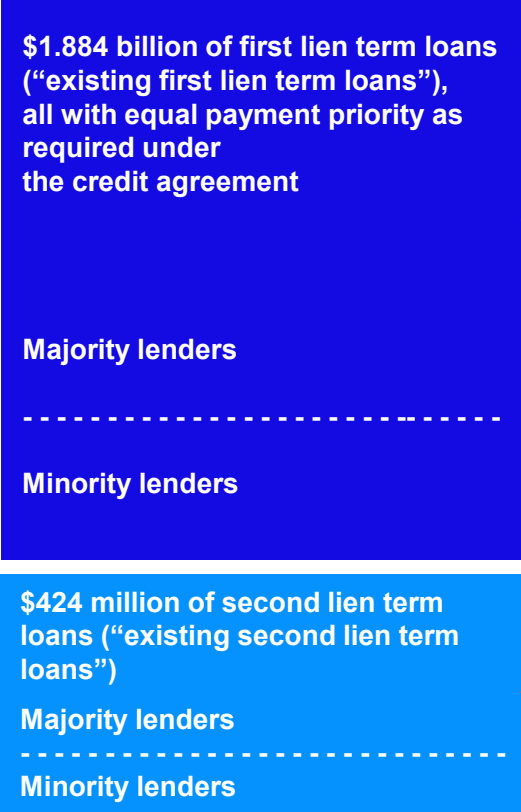 $1.884 billion of first lien term loans
(“existing first lien term loans”),
all with equal payment priority as
required under
the credit agreement
Majority lenders
- - - - - - - - - - - - - - - - - - - - - - - -- - - - - -
Minority lenders
$424 million of second lien term
loans (“existing second lien term
loans”)
Majority lenders
- - - - - - - - - - - - - - - - - - - - - - - - - - - - -
Minority lenders